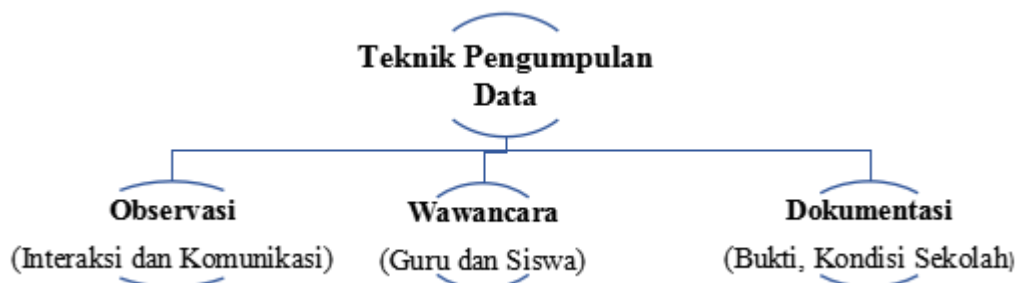 Teknik Pengumpulan
Data
Observasi
(Interaksi dan Komunikasi)
Wawancara
(Guru dan Siswa)
Dokumentasi
(Bukti, Kondisi Sekolah)